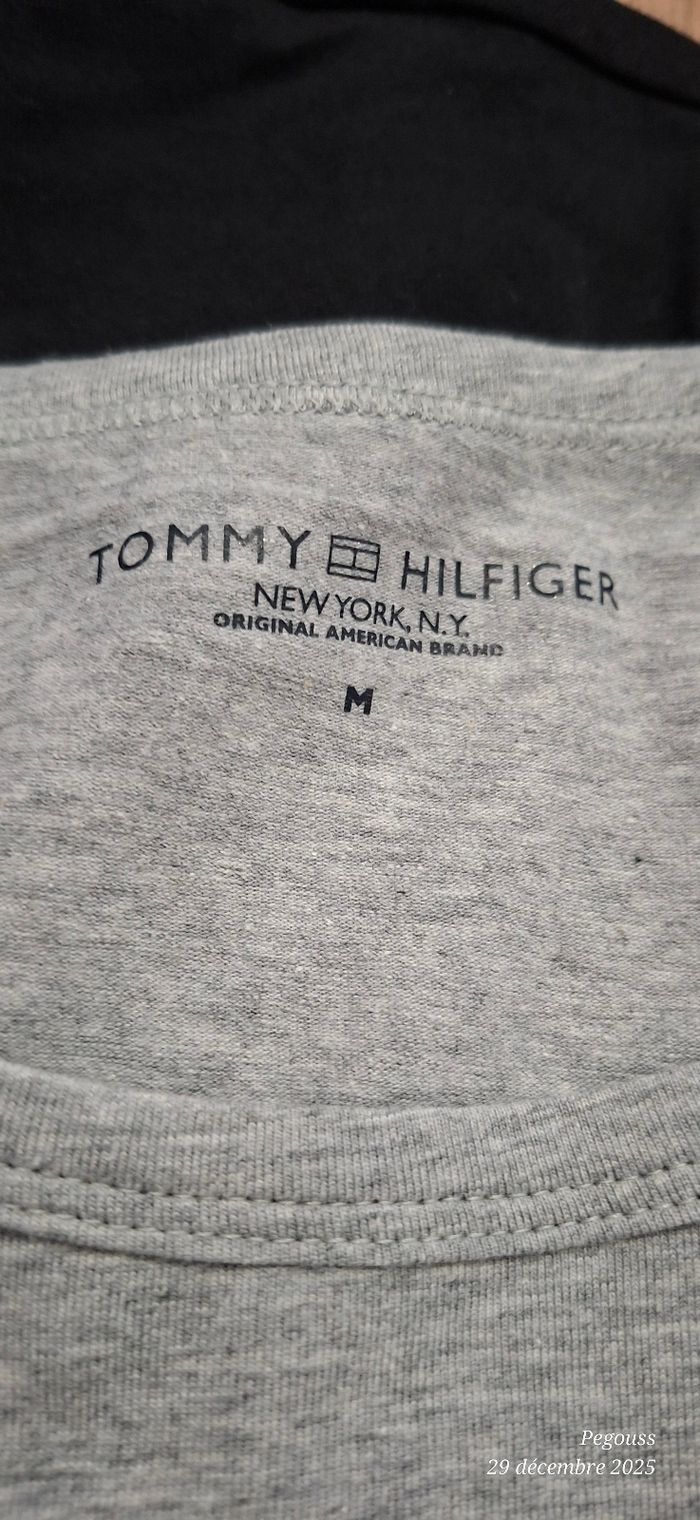 TOMMY HILFIGER
NEW YORK, N.Y.
ORIGINAL AMERICAN BRAND
M
Pegouss
29 décembre 2025